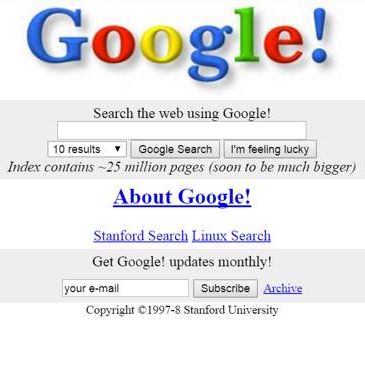 Google!
Search the web using Google!
10 results Google Search I'm feeling lucky
Index contains ~25 million pages (soon to be much bigger)
About Google!
Stanford Search Linux Search
Get Google! updates monthly!
your e-mail Subscribe Archive
Copyright ©1997-8 Stanford University